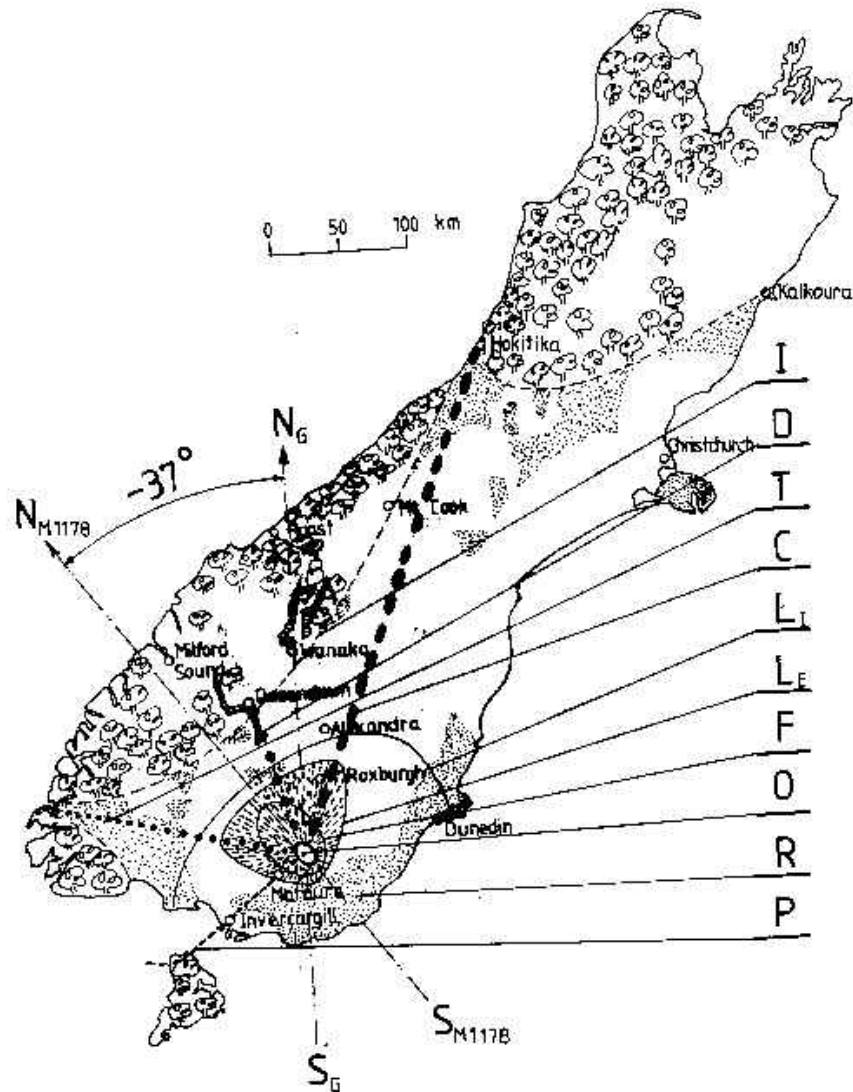 0 50 100 km
Kaikoura
Hokitika
I
N_G
D
-37°
Christchurch
T
N_M1178
Mt. Cook
C
L_I
Milford
Sound
Wanaka
L_E
F
Alexandra
O
Roxburgh
Dunedin
R
Mataura
Invercargill
P
S_M1178
S_G